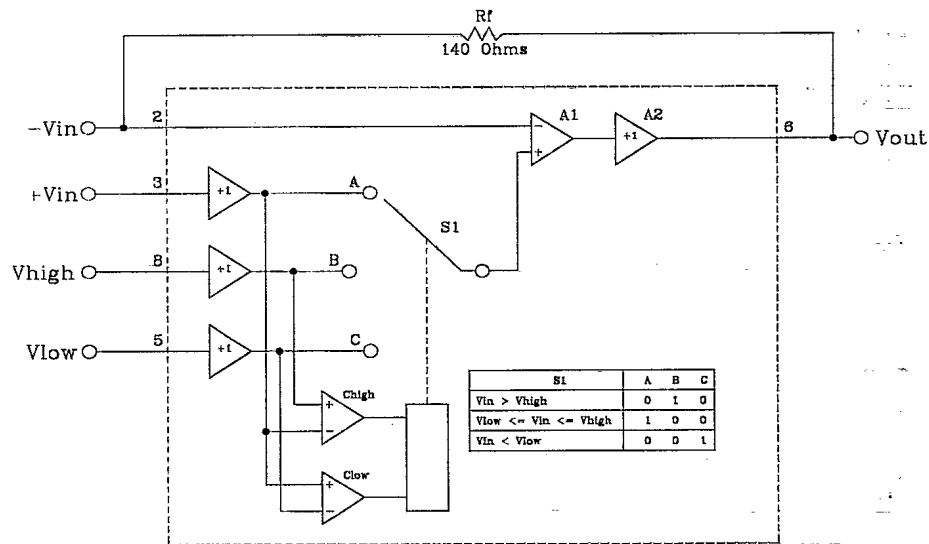 Rf
140 Ohms
A1
A2
-Vin
2
-
+1
6
Vout
+
+Vin
3
+1
A
S1
Vhigh
8
+1
B
Vlow
5
+1
C
S1 A B C
Vin > Vhigh 0 1 0
Vlow <= Vin <= Vhigh 1 0 0
Vin < Vlow 0 0 1
Chigh
+
-
Clow
+
-